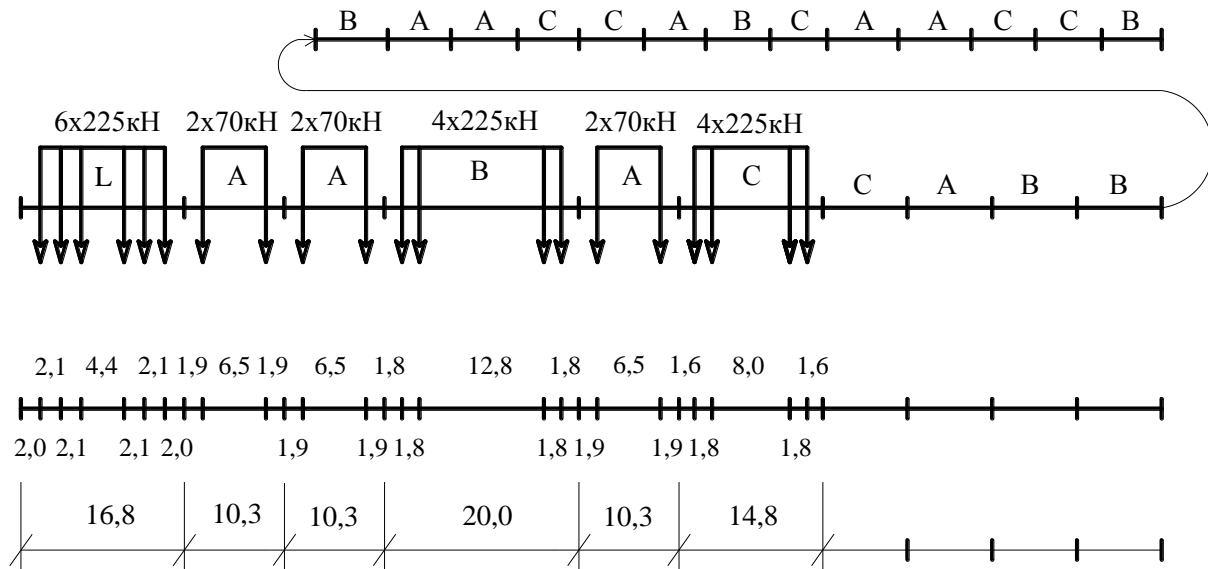 B A A C C A B C A A C C B
6x225кН 2x70кН 2x70кН 4x225кН 2x70кН 4x225кН
L A A B A C C A B B
2,1 4,4 2,1 1,9 6,5 1,9 6,5 1,8 12,8 1,8 6,5 1,6 8,0 1,6
2,0 2,1 2,1 2,0 1,9 1,9 1,8 1,8 1,9 1,9 1,8 1,8
16,8 10,3 10,3 20,0 10,3 14,8